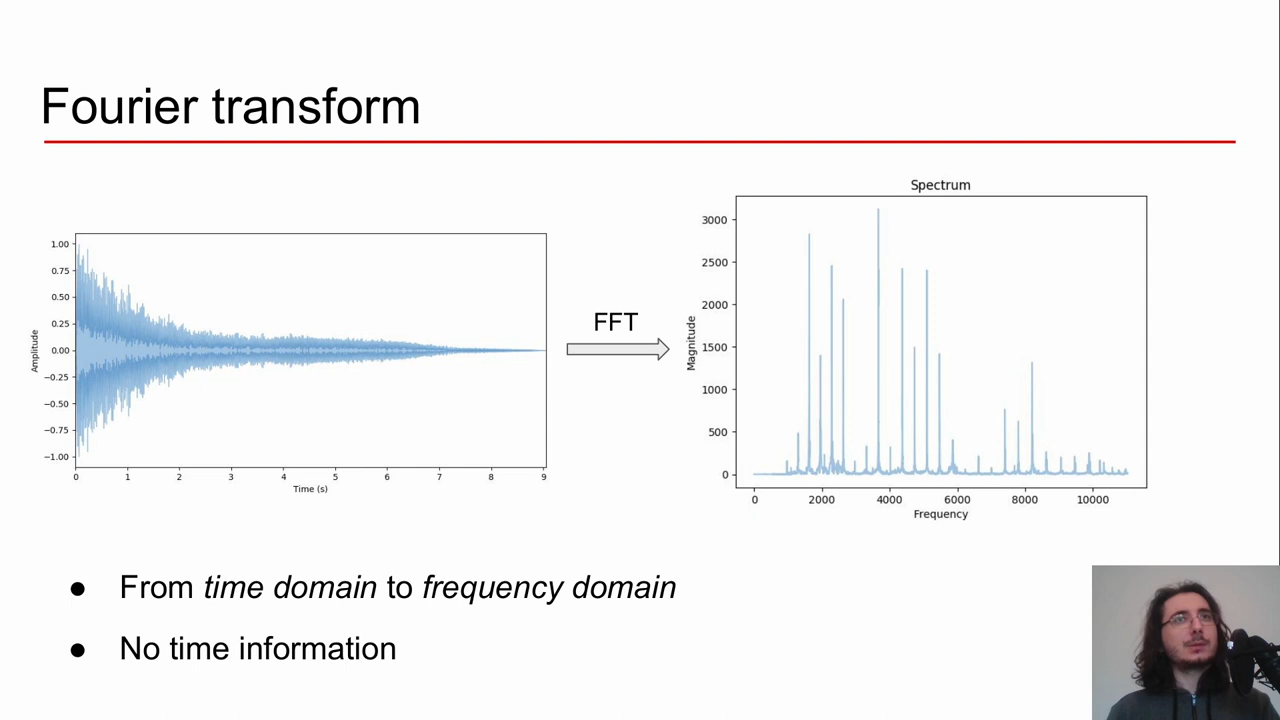 Fourier transform
Spectrum
1.00
0.75
0.50
0.25
0.00
−0.25
−0.50
−0.75
−1.00
Amplitude
0 1 2 3 4 5 6 7 8 9
Time (s)
FFT
3000
2500
2000
1500
1000
500
0
Magnitude
0 2000 4000 6000 8000 10000
Frequency
● From time domain to frequency domain
● No time information